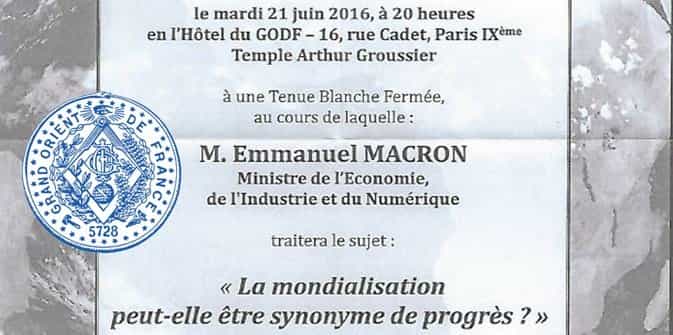 le mardi 21 juin 2016, à 20 heures
en l'Hôtel du GODF – 16, rue Cadet, Paris IXème
Temple Arthur Groussier
à une Tenue Blanche Fermée,
au cours de laquelle :
GRAND ORIENT DE FRANCE
5728
M. Emmanuel MACRON
Ministre de l'Economie,
de l'Industrie et du Numérique
traitera le sujet :
« La mondialisation
peut-elle être synonyme de progrès ? »